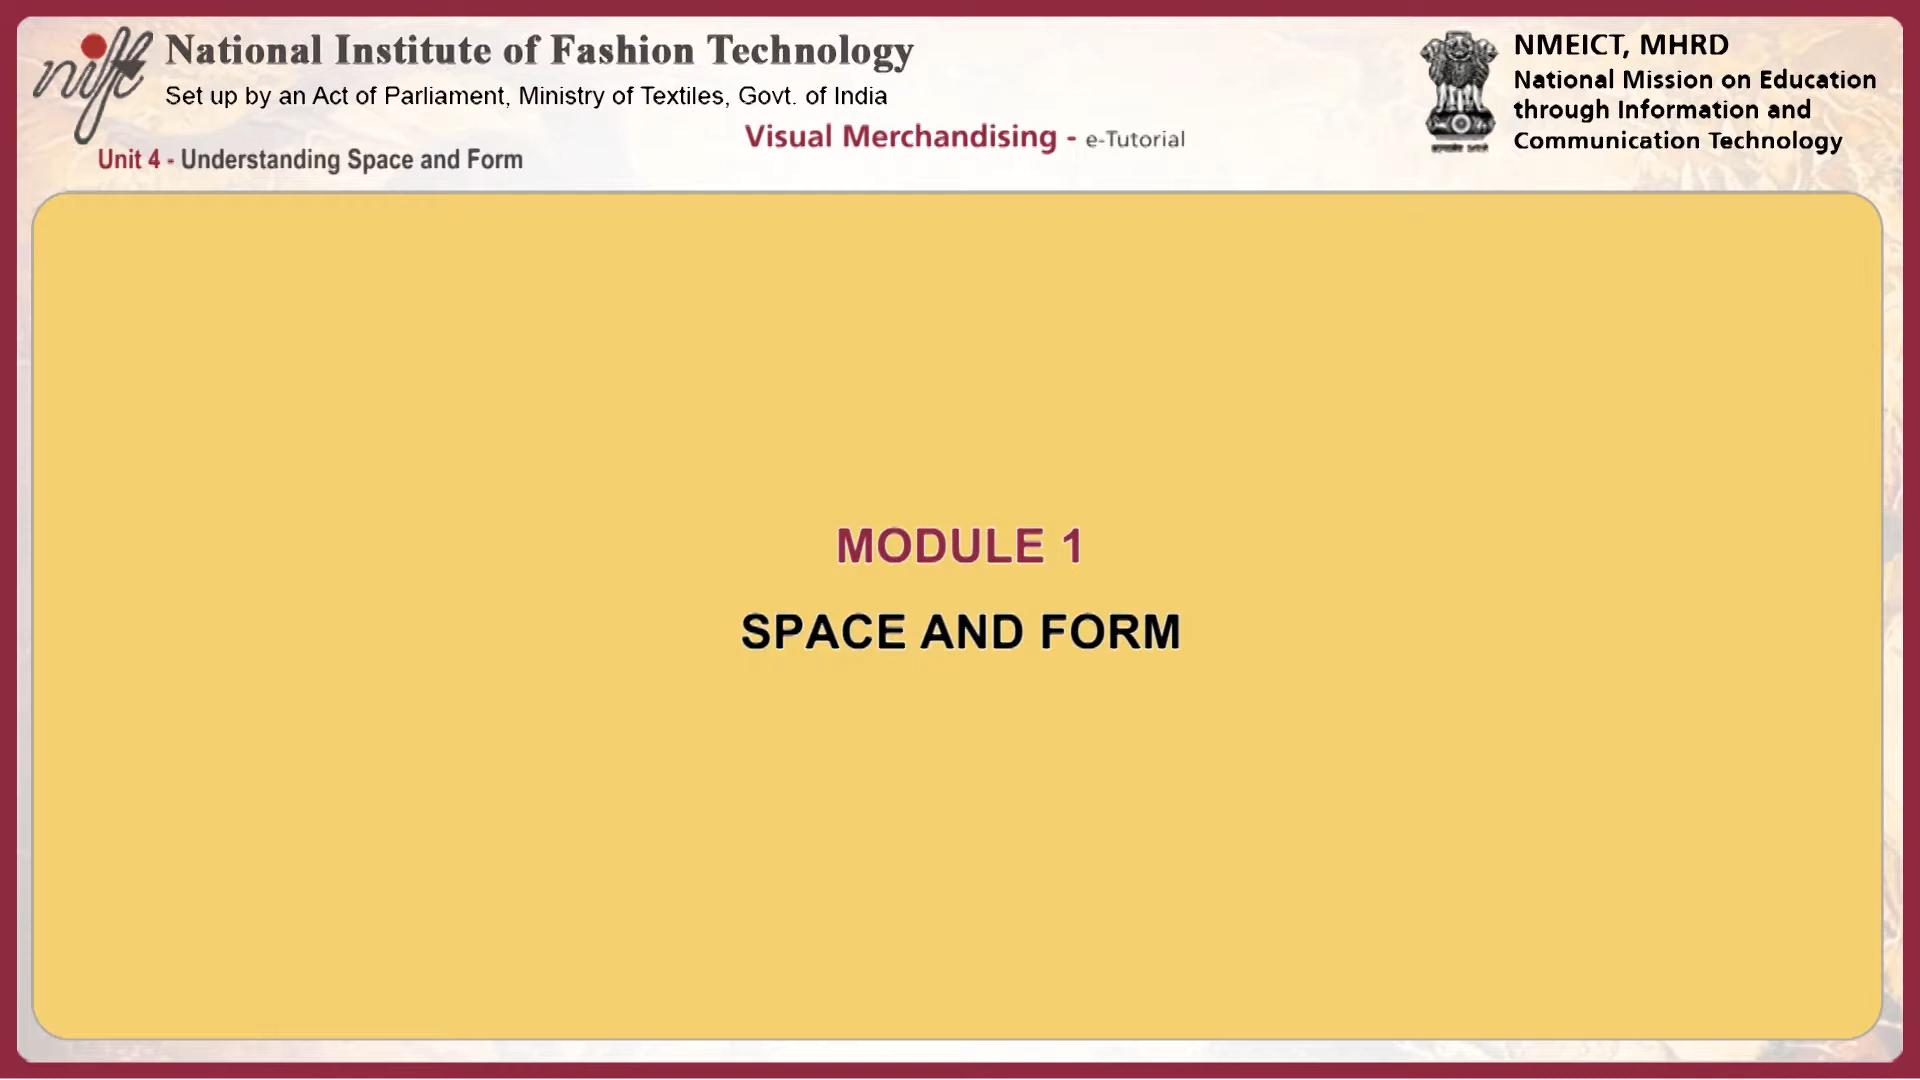 nift
National Institute of Fashion Technology
Set up by an Act of Parliament, Ministry of Textiles, Govt. of India
Visual Merchandising - e-Tutorial
Unit 4 - Understanding Space and Form
NMEICT, MHRD
National Mission on Education
through Information and
Communication Technology
MODULE 1
SPACE AND FORM